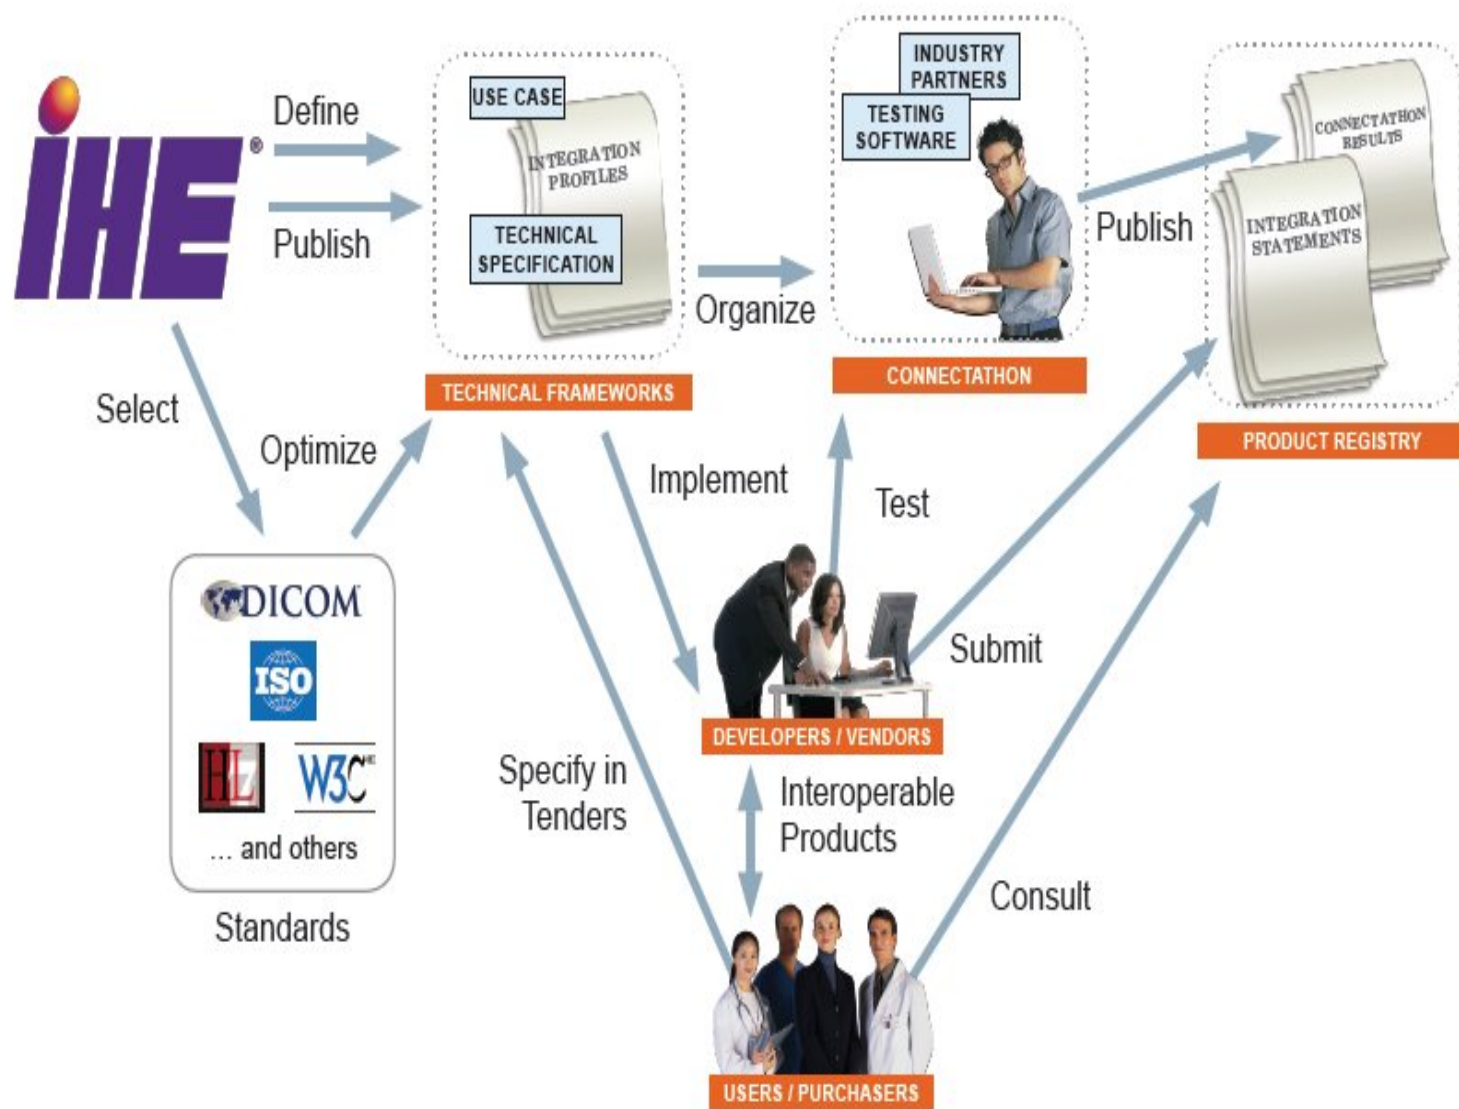 iHE®
Define
Publish
USE CASE
INTEGRATION
PROFILES
TECHNICAL
SPECIFICATION
TECHNICAL FRAMEWORKS
Organize
INDUSTRY
PARTNERS
TESTING
SOFTWARE
CONNECTATHON
Publish
CONNECTATHON
RESULTS
INTEGRATION
STATEMENTS
PRODUCT REGISTRY
Select
Optimize
Implement
Test
Submit
DICOM
ISO
HL7
W3C
... and others
Standards
DEVELOPERS / VENDORS
Specify in
Tenders
Interoperable
Products
Consult
USERS / PURCHASERS